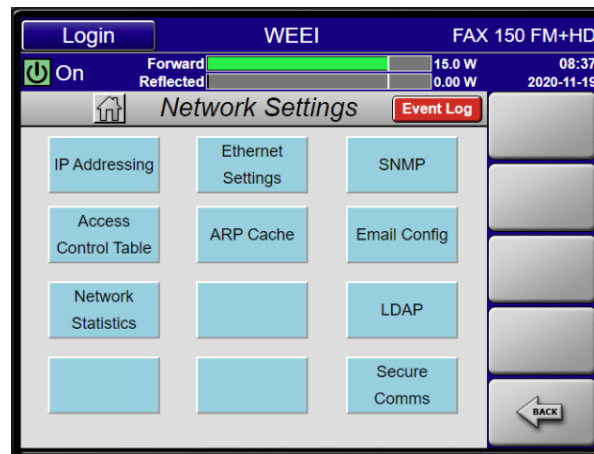 Login WEEI FAX 150 FM+HD
On Forward 15.0 W 08:37
Reflected 0.00 W 2020-11-19
Network Settings Event Log
IP Addressing
Ethernet
Settings
SNMP
Access
Control Table
ARP Cache
Email Config
Network
Statistics
LDAP
Secure
Comms
BACK